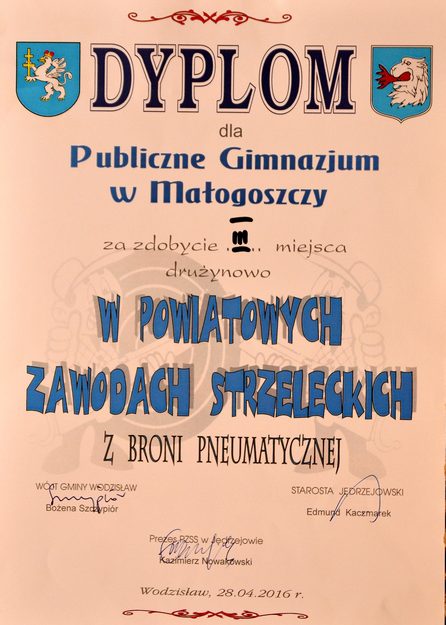 DYPLOM
dla
Publiczne Gimnazjum
w Małogoszczy
za zdobycie ..III.. miejsca
drużynowo
W POWIATOWYCH
ZAWODACH STRZELECKICH
Z BRONI PNEUMATYCZNEJ
WÓJT GMINY WODZISŁAW
Bożena Szczypiór
STAROSTA JĘDRZEJOWSKI
Edmund Kaczmarek
Prezes PZSS w Jędrzejowie
Kazimierz Nowakowski
Wodzisław, 28.04.2016 r.